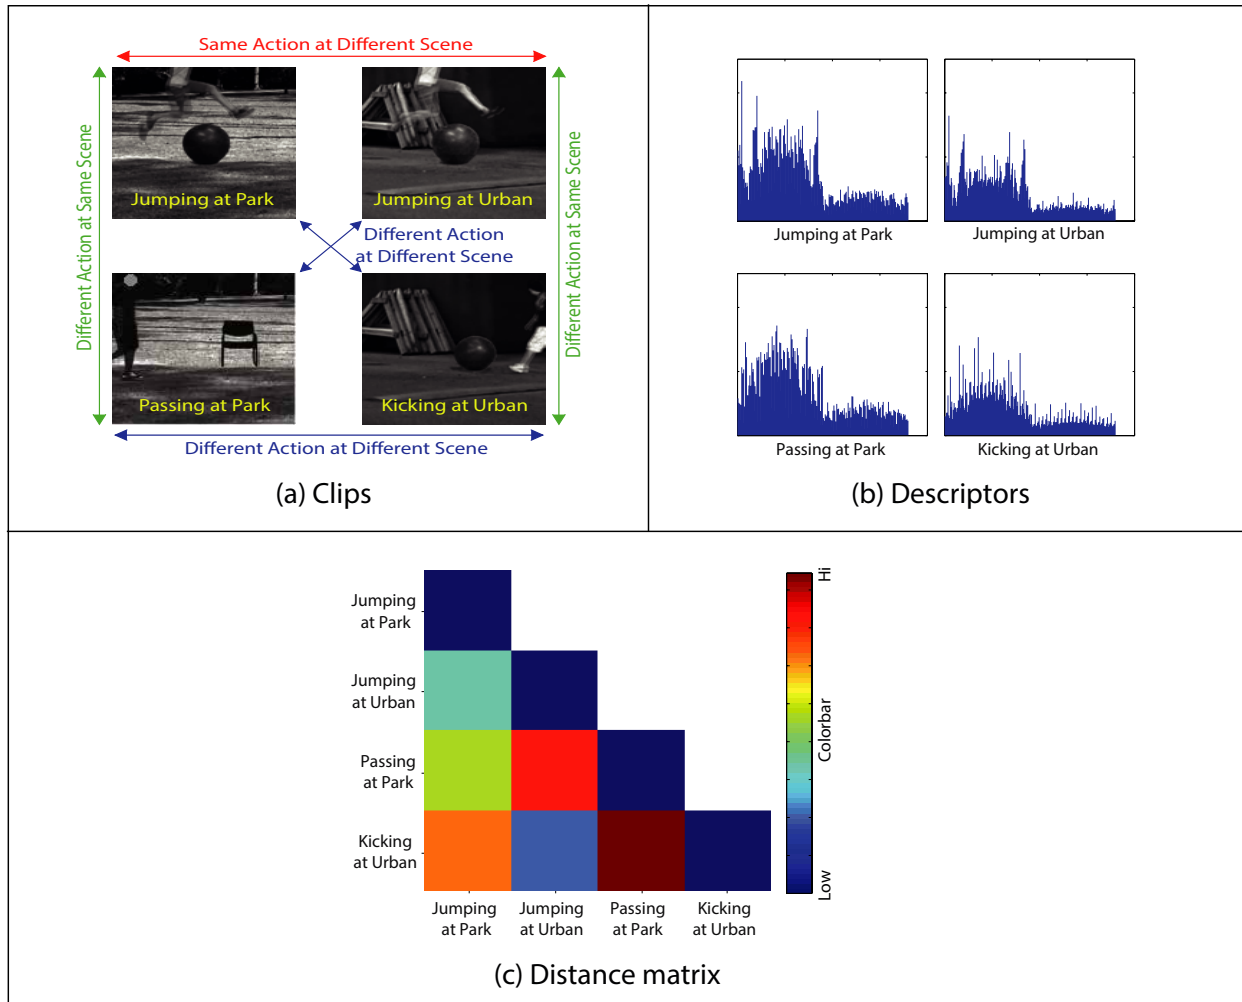 Same Action at Different Scene
Different Action at Same Scene
Jumping at Park
Jumping at Urban
Different Action
at Different Scene
Different Action at Same Scene
Passing at Park
Kicking at Urban
Different Action at Different Scene
(a) Clips
Jumping at Park
Jumping at Urban
Passing at Park
Kicking at Urban
(b) Descriptors
Jumping
at Park
Jumping
at Urban
Passing
at Park
Kicking
at Urban
Jumping
at Park
Jumping
at Urban
Passing
at Park
Kicking
at Urban
Hi
Colorbar
Low
(c) Distance matrix